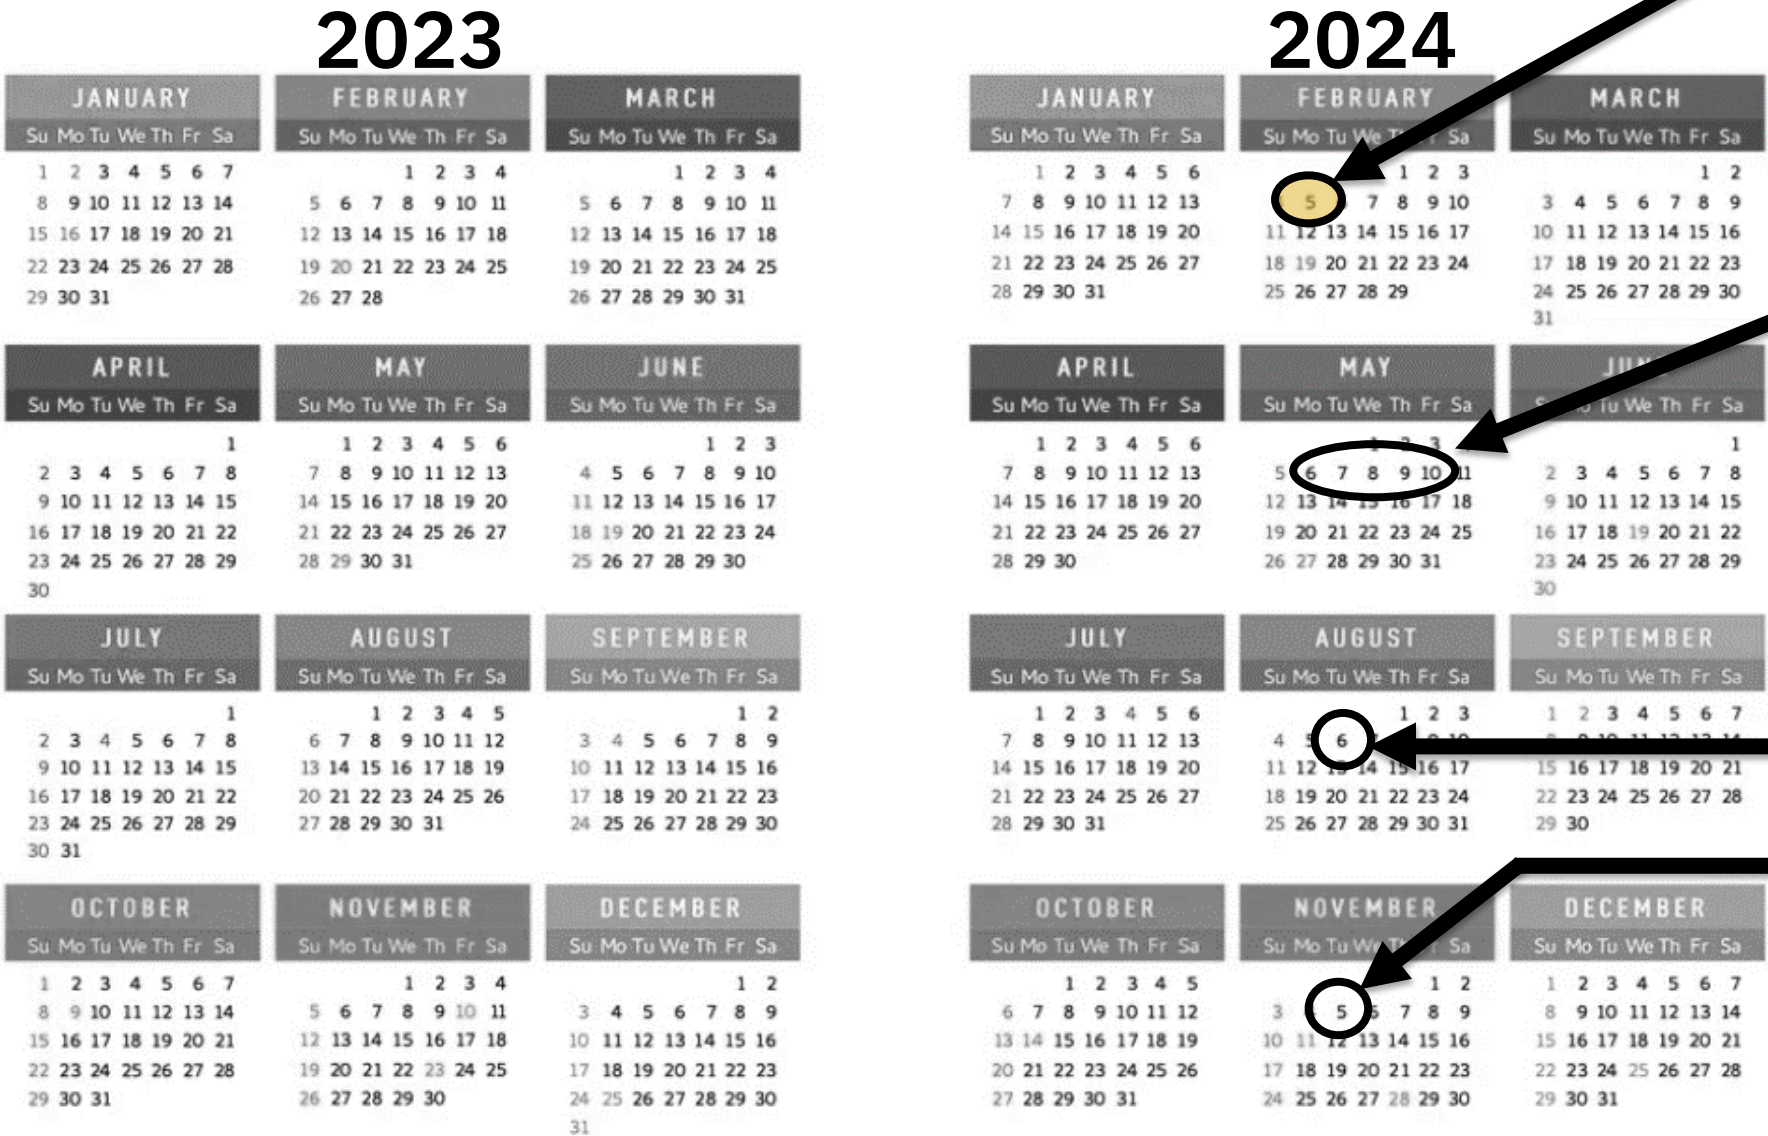 2023
JANUARY
Su Mo Tu We Th Fr Sa
1 2 3 4 5 6 7
8 9 10 11 12 13 14
15 16 17 18 19 20 21
22 23 24 25 26 27 28
29 30 31
FEBRUARY
Su Mo Tu We Th Fr Sa
1 2 3 4
5 6 7 8 9 10 11
12 13 14 15 16 17 18
19 20 21 22 23 24 25
26 27 28
MARCH
Su Mo Tu We Th Fr Sa
1 2 3 4
5 6 7 8 9 10 11
12 13 14 15 16 17 18
19 20 21 22 23 24 25
26 27 28 29 30 31
APRIL
Su Mo Tu We Th Fr Sa
1
2 3 4 5 6 7 8
9 10 11 12 13 14 15
16 17 18 19 20 21 22
23 24 25 26 27 28 29
30
MAY
Su Mo Tu We Th Fr Sa
1 2 3 4 5 6
7 8 9 10 11 12 13
14 15 16 17 18 19 20
21 22 23 24 25 26 27
28 29 30 31
JUNE
Su Mo Tu We Th Fr Sa
1 2 3
4 5 6 7 8 9 10
11 12 13 14 15 16 17
18 19 20 21 22 23 24
25 26 27 28 29 30
JULY
Su Mo Tu We Th Fr Sa
1
2 3 4 5 6 7 8
9 10 11 12 13 14 15
16 17 18 19 20 21 22
23 24 25 26 27 28 29
30 31
AUGUST
Su Mo Tu We Th Fr Sa
1 2 3 4 5
6 7 8 9 10 11 12
13 14 15 16 17 18 19
20 21 22 23 24 25 26
27 28 29 30 31
SEPTEMBER
Su Mo Tu We Th Fr Sa
1 2
3 4 5 6 7 8 9
10 11 12 13 14 15 16
17 18 19 20 21 22 23
24 25 26 27 28 29 30
OCTOBER
Su Mo Tu We Th Fr Sa
1 2 3 4 5 6 7
8 9 10 11 12 13 14
15 16 17 18 19 20 21
22 23 24 25 26 27 28
29 30 31
NOVEMBER
Su Mo Tu We Th Fr Sa
1 2 3 4
5 6 7 8 9 10 11
12 13 14 15 16 17 18
19 20 21 22 23 24 25
26 27 28 29 30
DECEMBER
Su Mo Tu We Th Fr Sa
1 2
3 4 5 6 7 8 9
10 11 12 13 14 15 16
17 18 19 20 21 22 23
24 25 26 27 28 29 30
31
2024
JANUARY
Su Mo Tu We Th Fr Sa
1 2 3 4 5 6
7 8 9 10 11 12 13
14 15 16 17 18 19 20
21 22 23 24 25 26 27
28 29 30 31
FEBRUARY
Su Mo Tu We Th Fr Sa
1 2 3
5 7 8 9 10
11 12 13 14 15 16 17
18 19 20 21 22 23 24
25 26 27 28 29
MARCH
Su Mo Tu We Th Fr Sa
1 2
3 4 5 6 7 8 9
10 11 12 13 14 15 16
17 18 19 20 21 22 23
24 25 26 27 28 29 30
31
APRIL
Su Mo Tu We Th Fr Sa
1 2 3 4 5 6
7 8 9 10 11 12 13
14 15 16 17 18 19 20
21 22 23 24 25 26 27
28 29 30
MAY
Su Mo Tu We Th Fr Sa
1 2 3
5 6 7 8 9 10 11
12 13 14 15 16 17 18
19 20 21 22 23 24 25
26 27 28 29 30 31
JUNE
Su Mo Tu We Th Fr Sa
1
2 3 4 5 6 7 8
9 10 11 12 13 14 15
16 17 18 19 20 21 22
23 24 25 26 27 28 29
30
JULY
Su Mo Tu We Th Fr Sa
1 2 3 4 5 6
7 8 9 10 11 12 13
14 15 16 17 18 19 20
21 22 23 24 25 26 27
28 29 30 31
AUGUST
Su Mo Tu We Th Fr Sa
1 2 3
4 6
11 12 13 14 15 16 17
18 19 20 21 22 23 24
25 26 27 28 29 30 31
SEPTEMBER
Su Mo Tu We Th Fr Sa
1 2 3 4 5 6 7
15 16 17 18 19 20 21
22 23 24 25 26 27 28
29 30
OCTOBER
Su Mo Tu We Th Fr Sa
1 2 3 4 5
6 7 8 9 10 11 12
13 14 15 16 17 18 19
20 21 22 23 24 25 26
27 28 29 30 31
NOVEMBER
Su Mo Tu We Th Fr Sa
1 2
3 5 6 7 8 9
10 11 12 13 14 15 16
17 18 19 20 21 22 23
24 25 26 27 28 29 30
DECEMBER
Su Mo Tu We Th Fr Sa
1 2 3 4 5 6 7
8 9 10 11 12 13 14
15 16 17 18 19 20 21
22 23 24 25 26 27 28
29 30 31